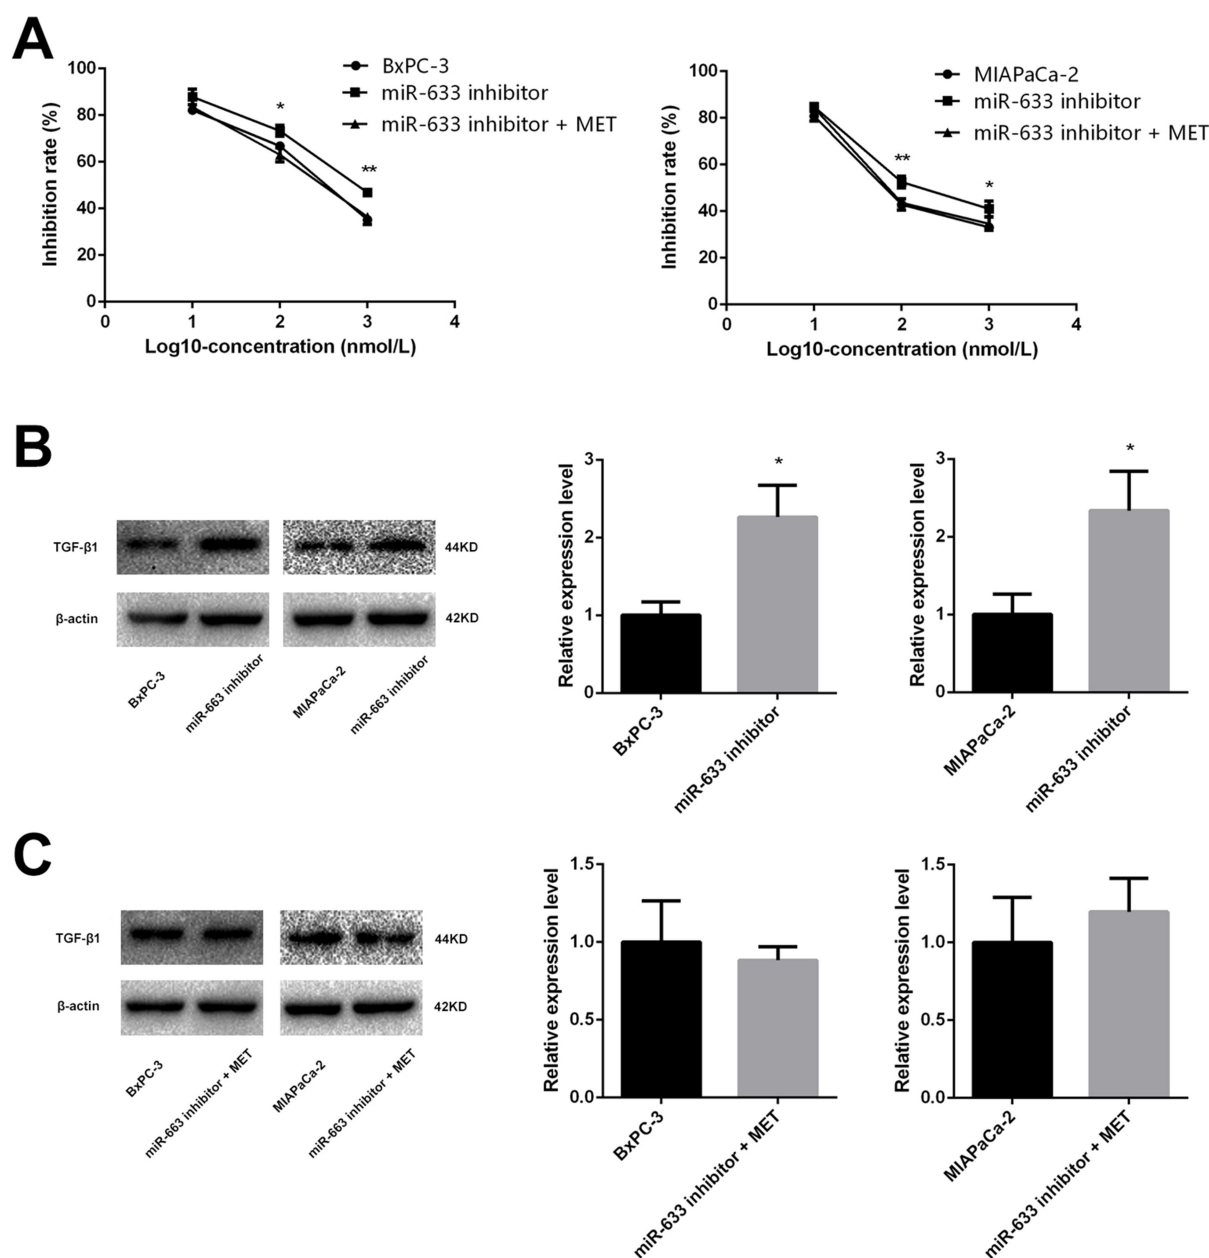 A
BxPC-3
miR-633 inhibitor
miR-633 inhibitor + MET
Inhibition rate (%)
100
80
60
40
20
0
0 1 2 3 4
*
**
Log10-concentration (nmol/L)
MIAPaCa-2
miR-633 inhibitor
miR-633 inhibitor + MET
Inhibition rate (%)
100
80
60
40
20
0
0 1 2 3 4
**
*
Log10-concentration (nmol/L)
B
TGF-β1
44KD
β-actin
42KD
BxPC-3
miR-663 inhibitor
MIAPaCa-2
miR-663 inhibitor
Relative expression level
3
2
1
0
*
BxPC-3
miR-633 inhibitor
Relative expression level
3
2
1
0
*
MIAPaCa-2
miR-633 inhibitor
C
TGF-β1
44KD
β-actin
42KD
BxPC-3
miR-663 inhibitor + MET
MIAPaCa-2
miR-663 inhibitor + MET
Relative expression level
1.5
1.0
0.5
0.0
BxPC-3
miR-633 inhibitor + MET
Relative expression level
1.5
1.0
0.5
0.0
MIAPaCa-2
miR-633 inhibitor + MET